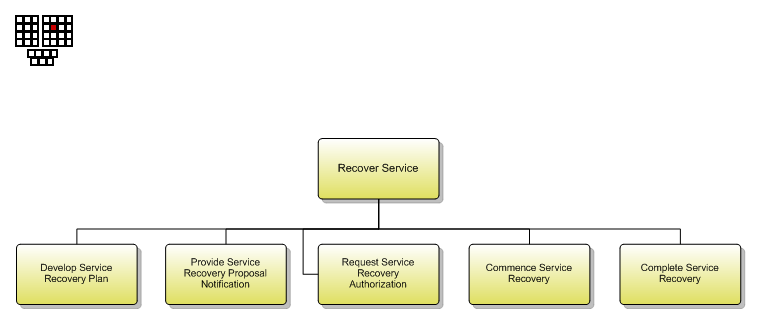 Recover Service
Develop Service
Recovery Plan
Provide Service
Recovery Proposal
Notification
Request Service
Recovery
Authorization
Commence Service
Recovery
Complete Service
Recovery